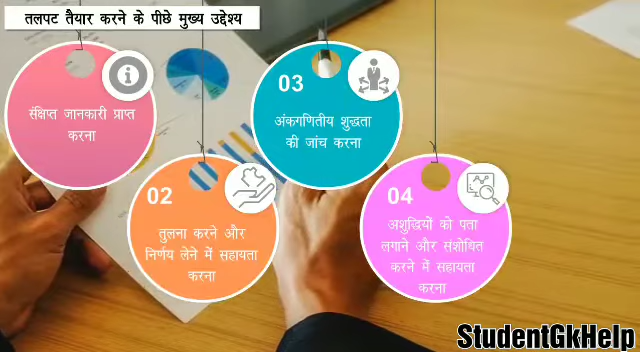 तलपट तैयार करने के पीछे मुख्य उद्देश्य
संक्षिप्त जानकारी प्राप्त
करना
02
तुलना करने और
निर्णय लेने में सहायता
करना
03
अंकगणितीय शुद्धता
की जांच करना
04
अशुद्धियों को पता
लगाने और संशोधित
करने में सहायता
करना
StudentGkHelp